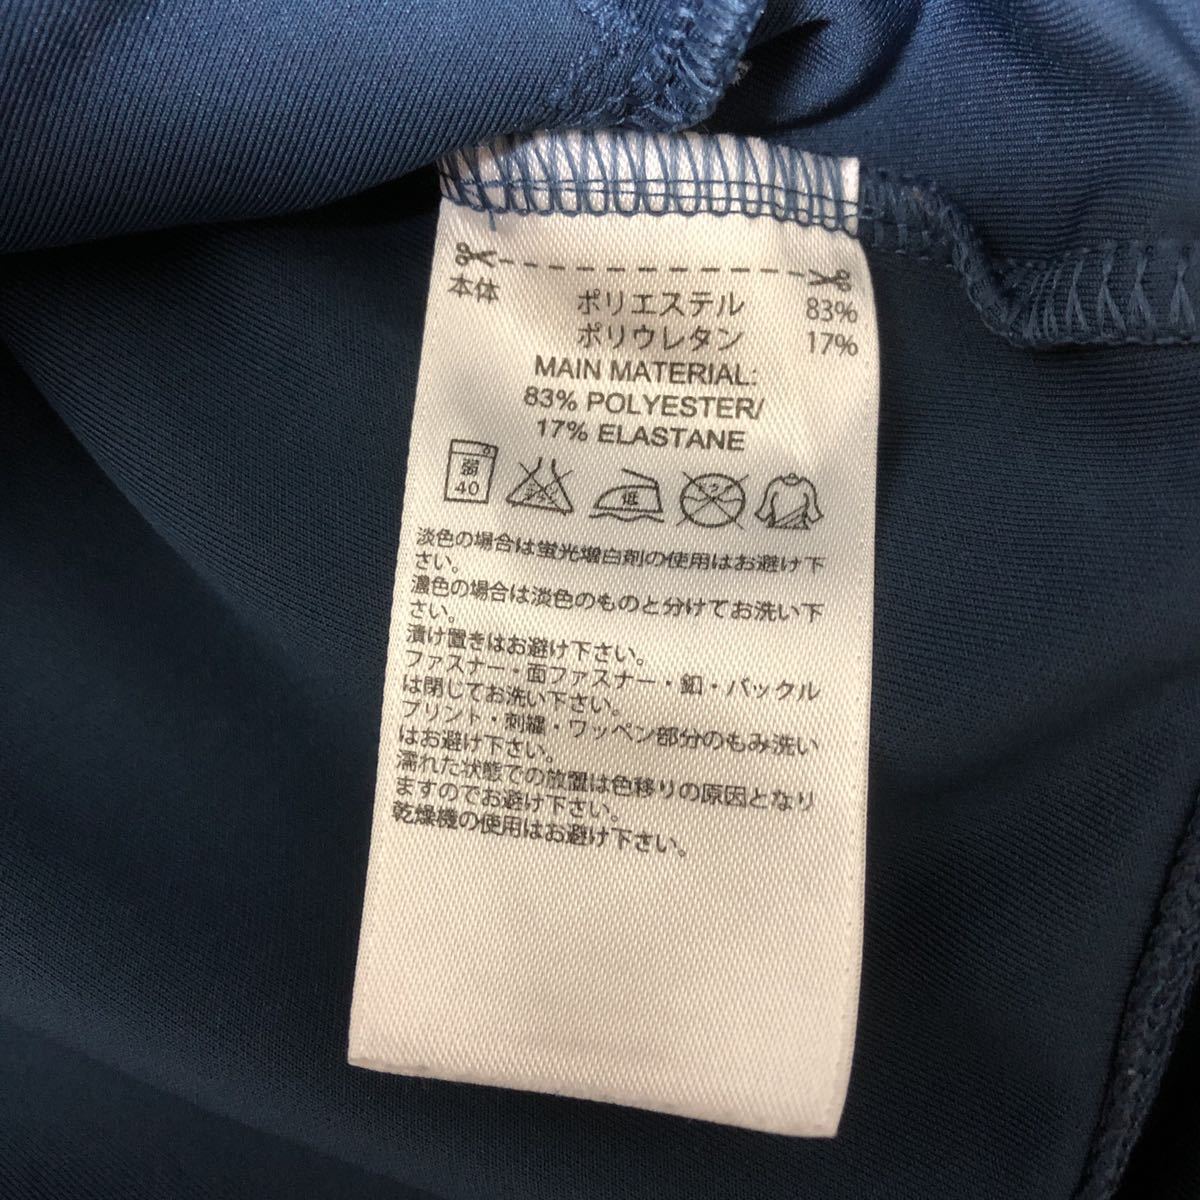 本体 ポリエステル 83%
ポリウレタン 17%
MAIN MATERIAL:
83% POLYESTER/
17% ELASTANE
弱 40 エンソ 低 ドライ
淡色の場合は蛍光増白剤の使用はお避け下
さい。
濃色の場合は淡色のものと分けてお洗い下
さい。
漬け置きはお避け下さい。
ファスナー・面ファスナー・釦・バックル
は閉じてお洗い下さい。
プリント・刺繍・ワッペン部分のもみ洗い
はお避け下さい。
濡れた状態での放置は色移りの原因となり
ますのでお避け下さい。
乾燥機の使用はお避け下さい。